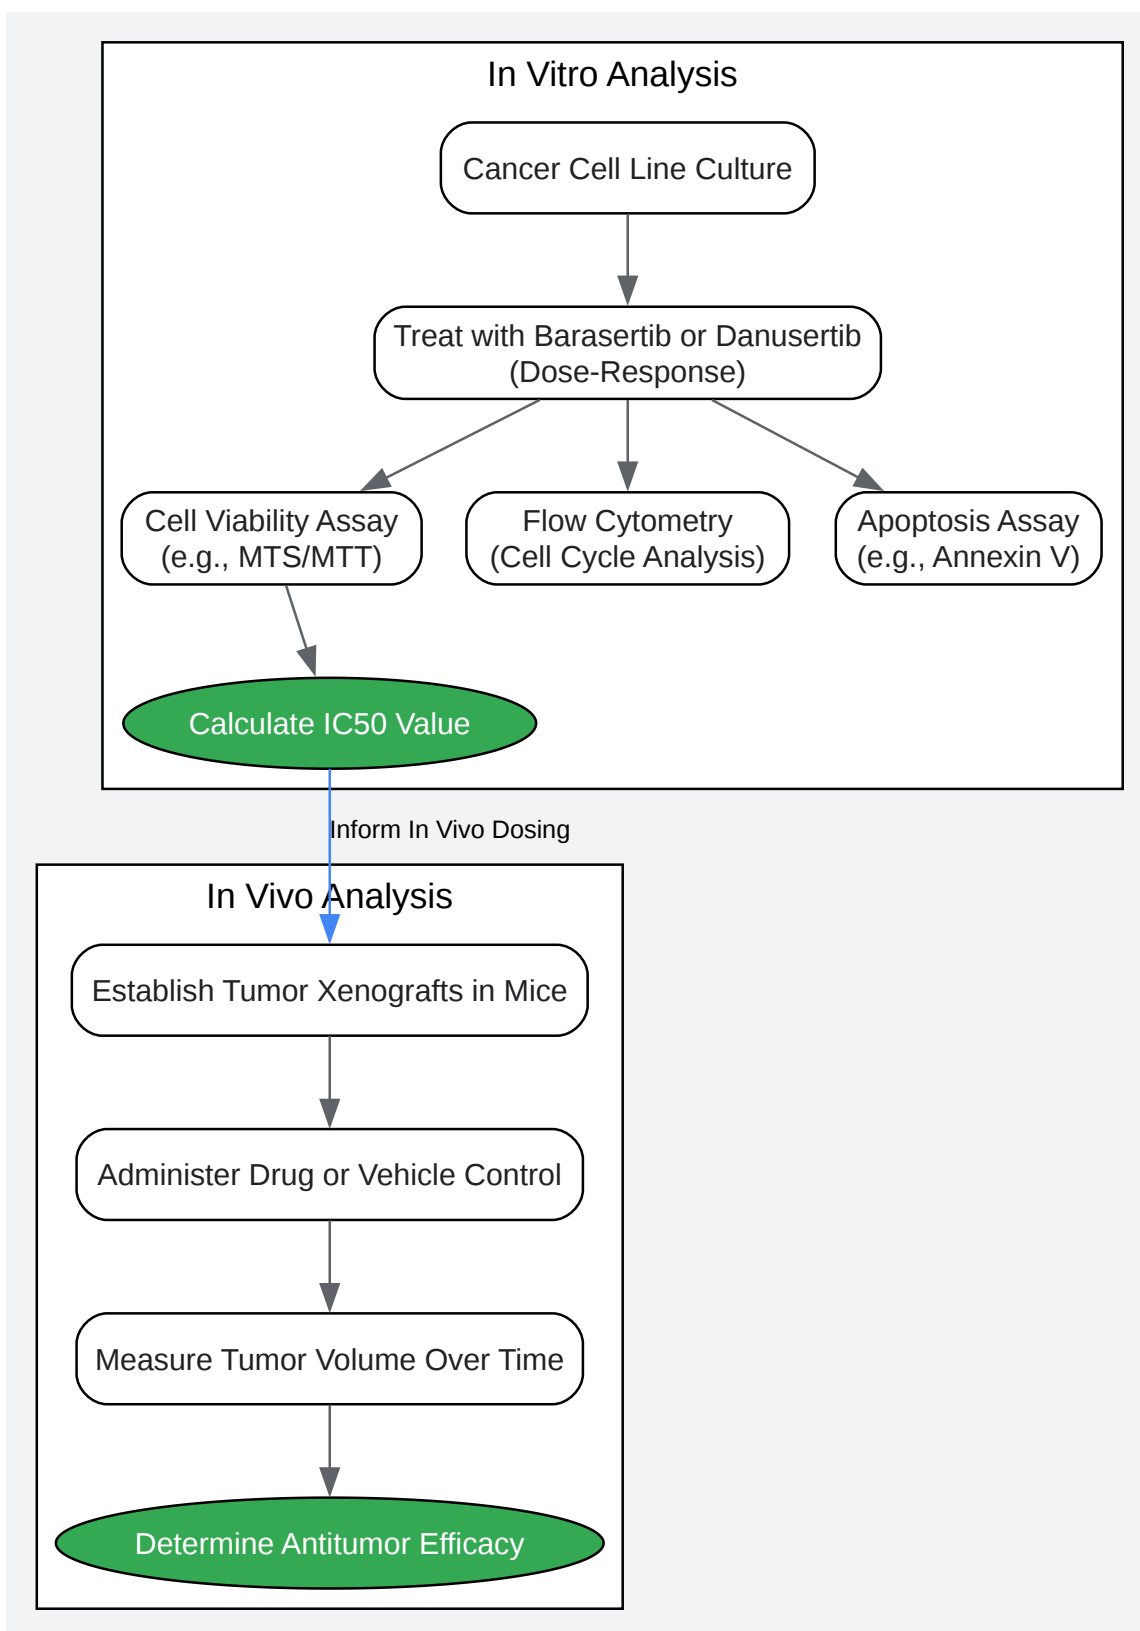 In Vitro Analysis
Cancer Cell Line Culture
Treat with Barasertib or Danusertib
(Dose-Response)
Cell Viability Assay
(e.g., MTS/MTT)
Flow Cytometry
(Cell Cycle Analysis)
Apoptosis Assay
(e.g., Annexin V)
Calculate IC50 Value
Inform In Vivo Dosing
In Vivo Analysis
Establish Tumor Xenografts in Mice
Administer Drug or Vehicle Control
Measure Tumor Volume Over Time
Determine Antitumor Efficacy